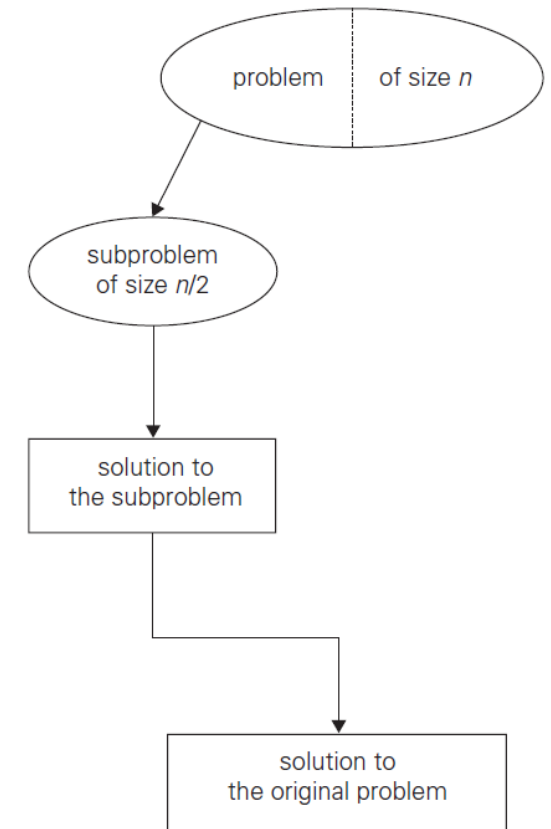 problem of size n
subproblem
of size n/2
solution to
the subproblem
solution to
the original problem